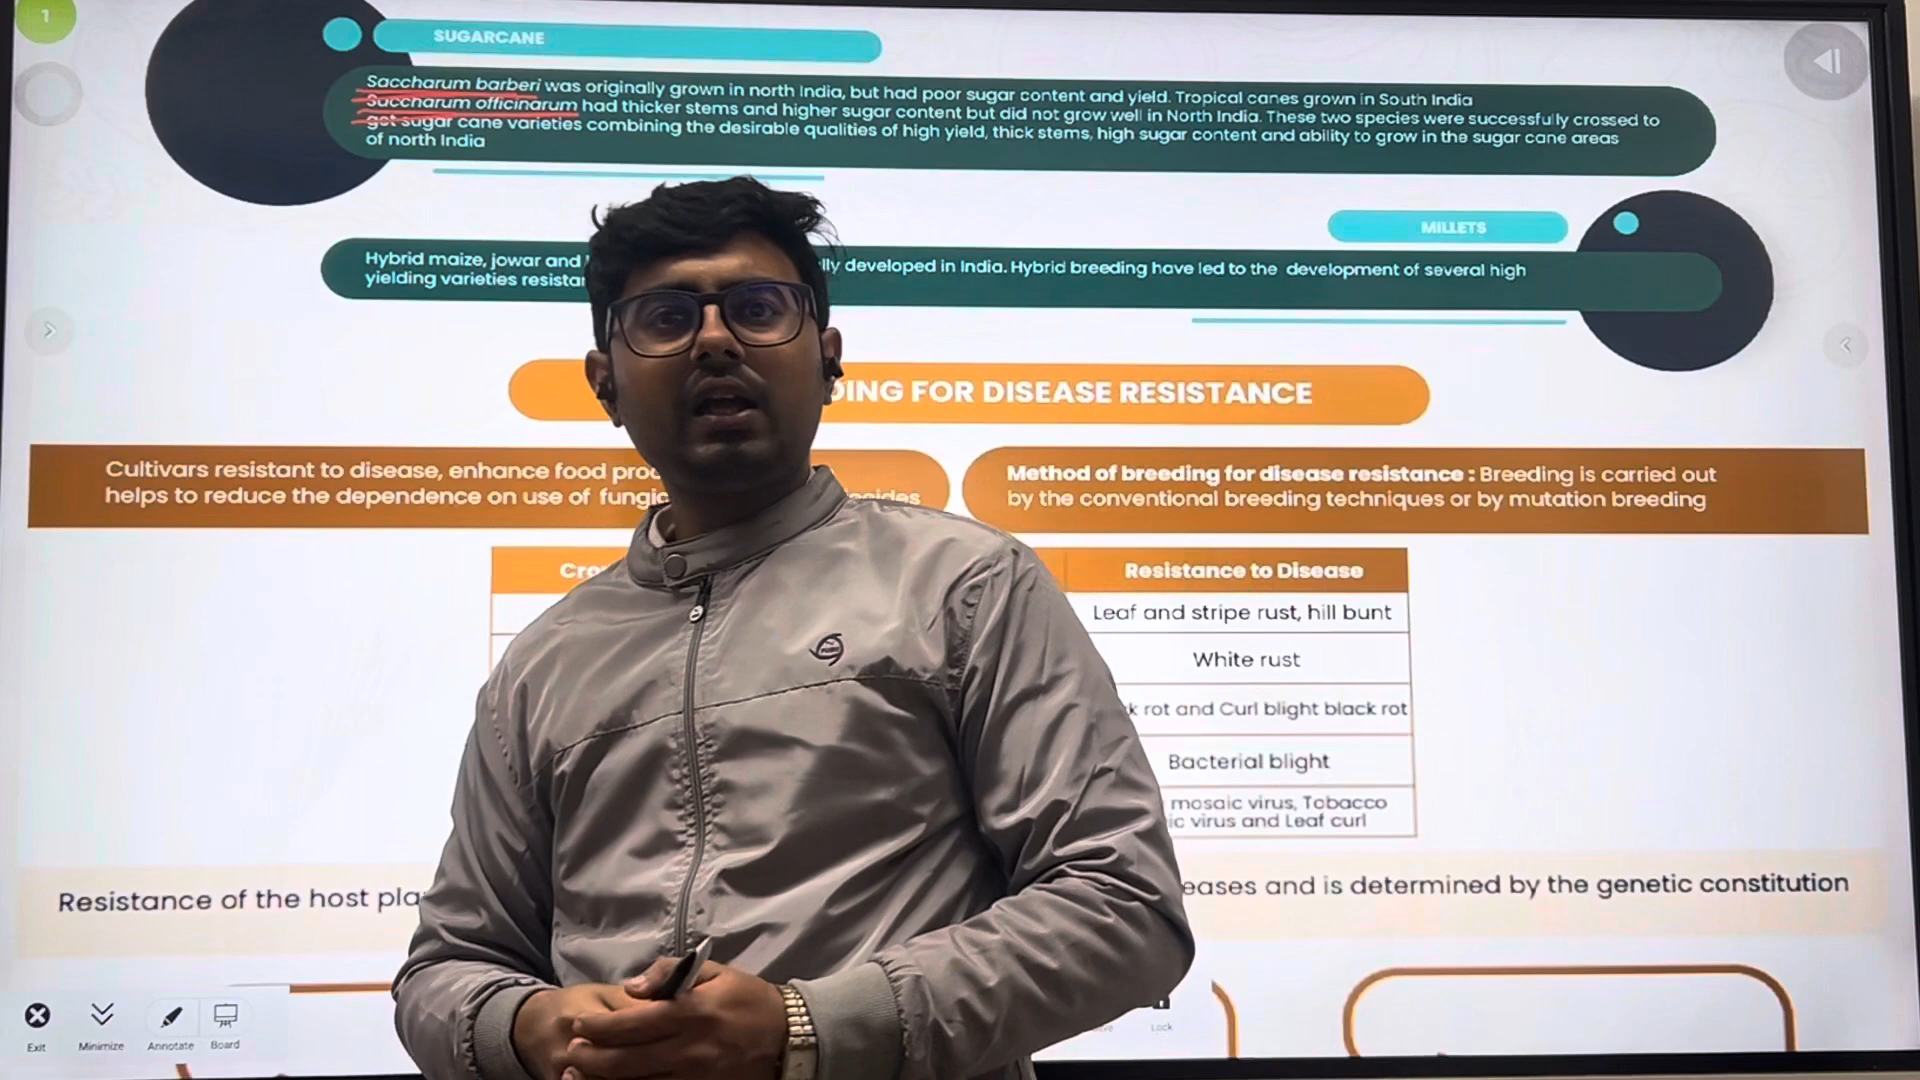 1
SUGARCANE
Saccharum barberi was originally grown in north India, but had poor sugar content and yield. Tropical canes grown in South India
Saccharum officinarum had thicker stems and higher sugar content but did not grow well in North India. These two species were successfully crossed to
get sugar cane varieties combining the desirable qualities of high yield, thick stems, high sugar content and ability to grow in the sugar cane areas
of north India
MILLETS
Hybrid maize, jowar and developed in India. Hybrid breeding have led to the development of several high
yielding varieties
FOR DISEASE RESISTANCE
Cultivars resistant to disease, enhance food
helps to reduce the dependence on use of
Method of breeding for disease resistance : Breeding is carried out
by the conventional breeding techniques or by mutation breeding
Resistance to Disease
Leaf and stripe rust, hill bunt
White rust
rot and Curl blight black rot
Bacterial blight
mosaic virus, Tobacco
virus and Leaf curl
Resistance of the host and is determined by the genetic constitution
Exit
Minimize
Annotate
Board
Lock